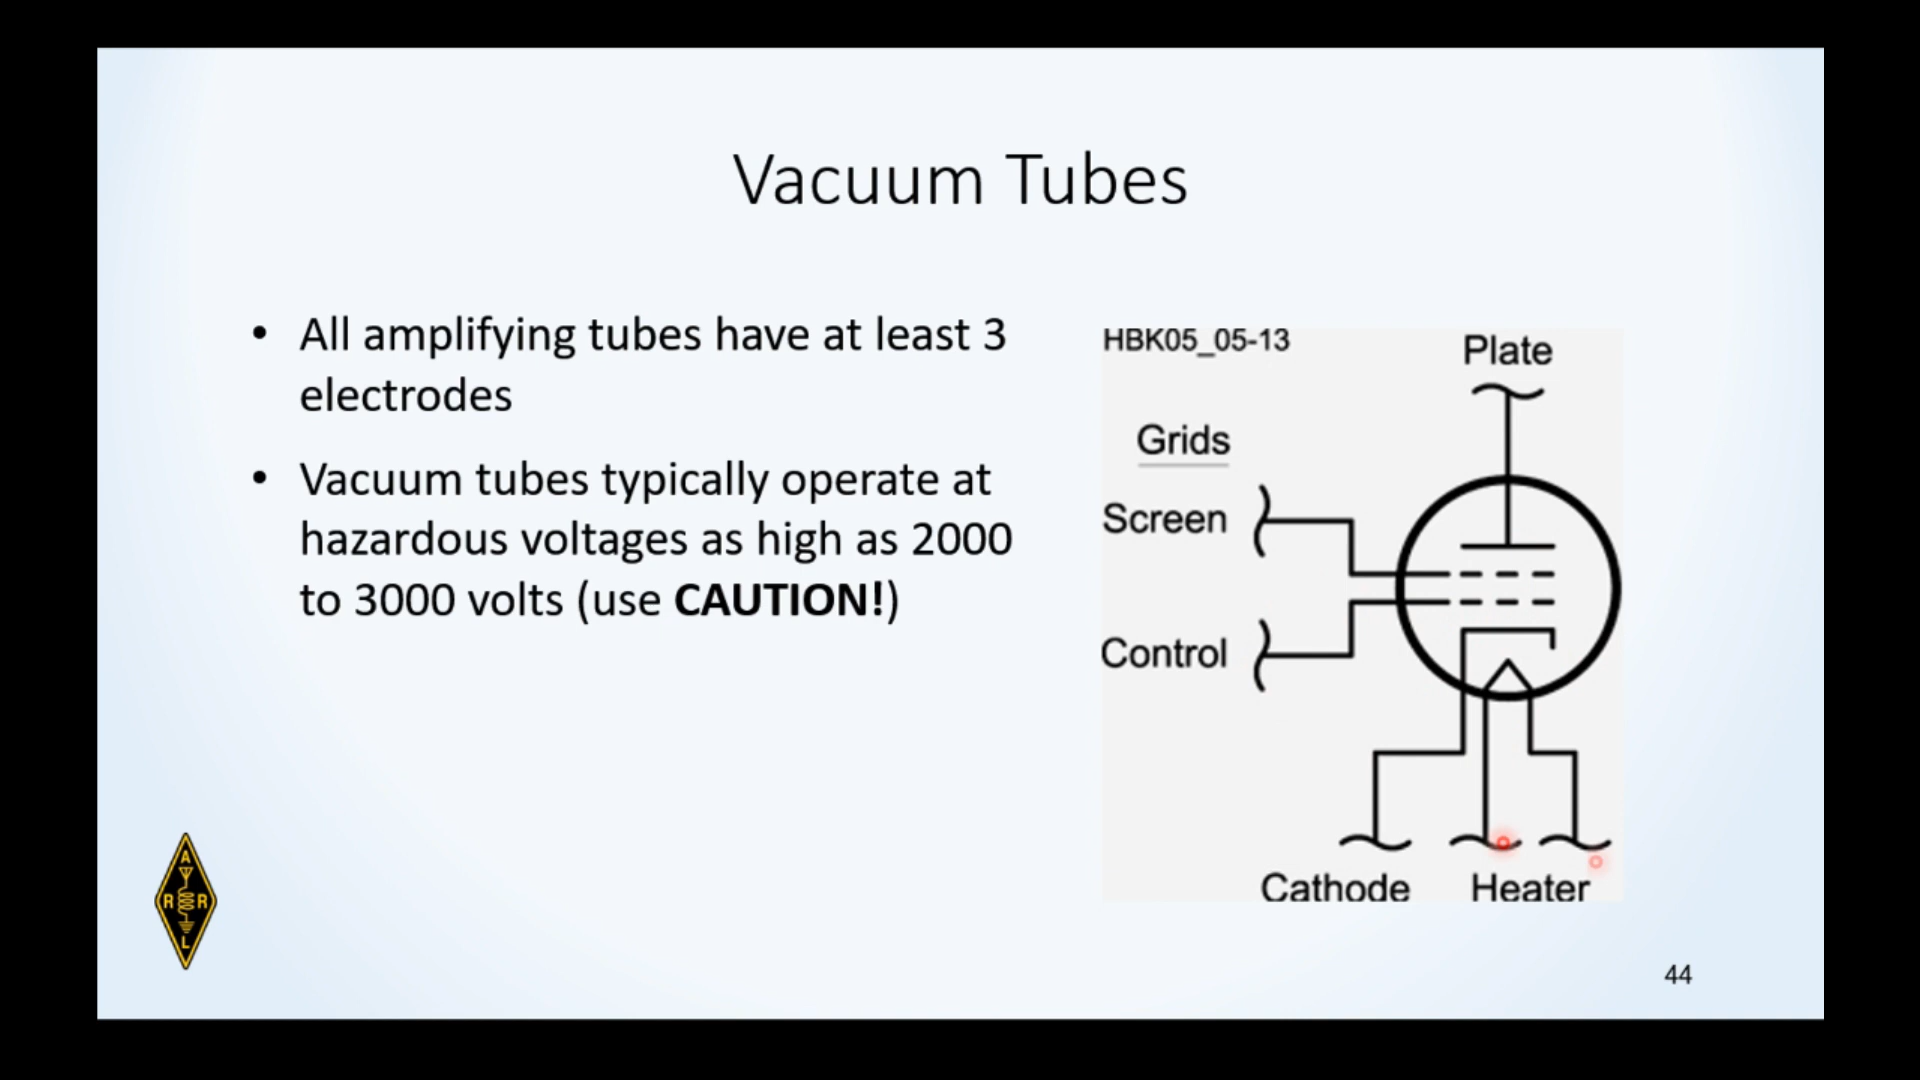 Vacuum Tubes
• All amplifying tubes have at least 3
electrodes
• Vacuum tubes typically operate at
hazardous voltages as high as 2000
to 3000 volts (use CAUTION!)
HBK05_05-13
Plate
Grids
Screen
Control
Cathode
Heater
A
R R
L
44